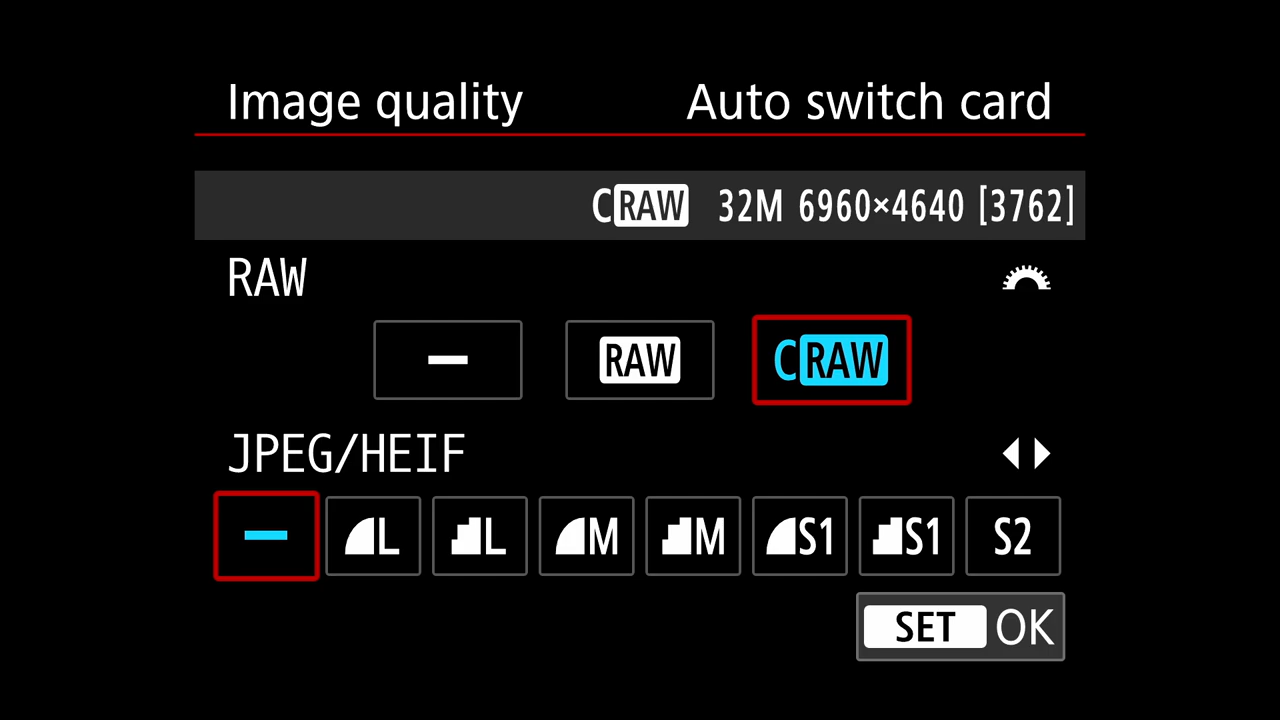 Image quality Auto switch card
CRAW 32M 6960×4640 [3762]
RAW
— RAW CRAW
JPEG/HEIF
— L L M M S1 S1 S2
SET OK